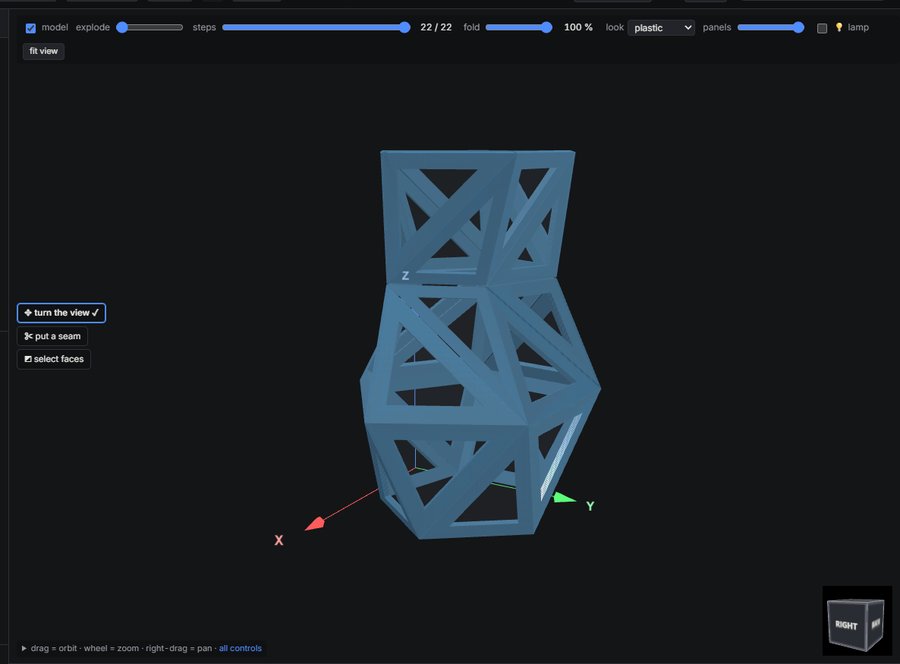 model explode steps 22 / 22 fold 100 % look plastic panels 💡 lamp
fit view
Z
✥ turn the view ✓
✀ put a seam
◩ select faces
Y
X
RIGHT
▶ drag = orbit · wheel = zoom · right-drag = pan · all controls